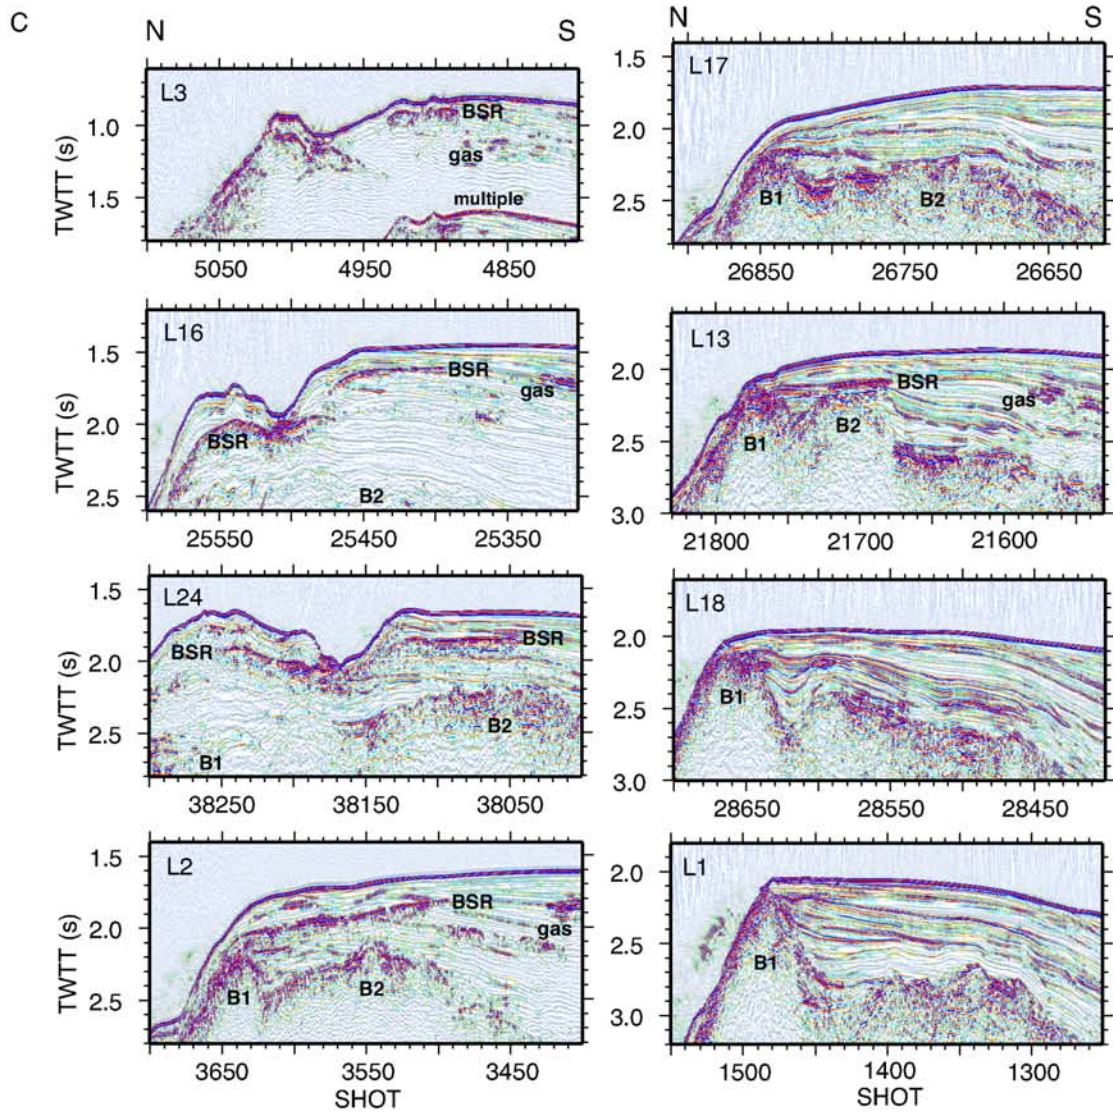 C
N S
L3
BSR
gas
multiple
TWTT (s)
1.0
1.5
5050 4950 4850
L16
BSR
gas
BSR
B2
TWTT (s)
1.5
2.0
2.5
25550 25450 25350
L24
BSR
BSR
B2
B1
TWTT (s)
1.5
2.0
2.5
38250 38150 38050
L2
BSR
gas
B1 B2
TWTT (s)
1.5
2.0
2.5
3650 3550 3450
SHOT
N S
L17
B1 B2
1.5
2.0
2.5
26850 26750 26650
L13
BSR
gas
B1 B2
2.0
2.5
3.0
21800 21700 21600
L18
B1
2.0
2.5
3.0
28650 28550 28450
L1
B1
2.0
2.5
3.0
1500 1400 1300
SHOT